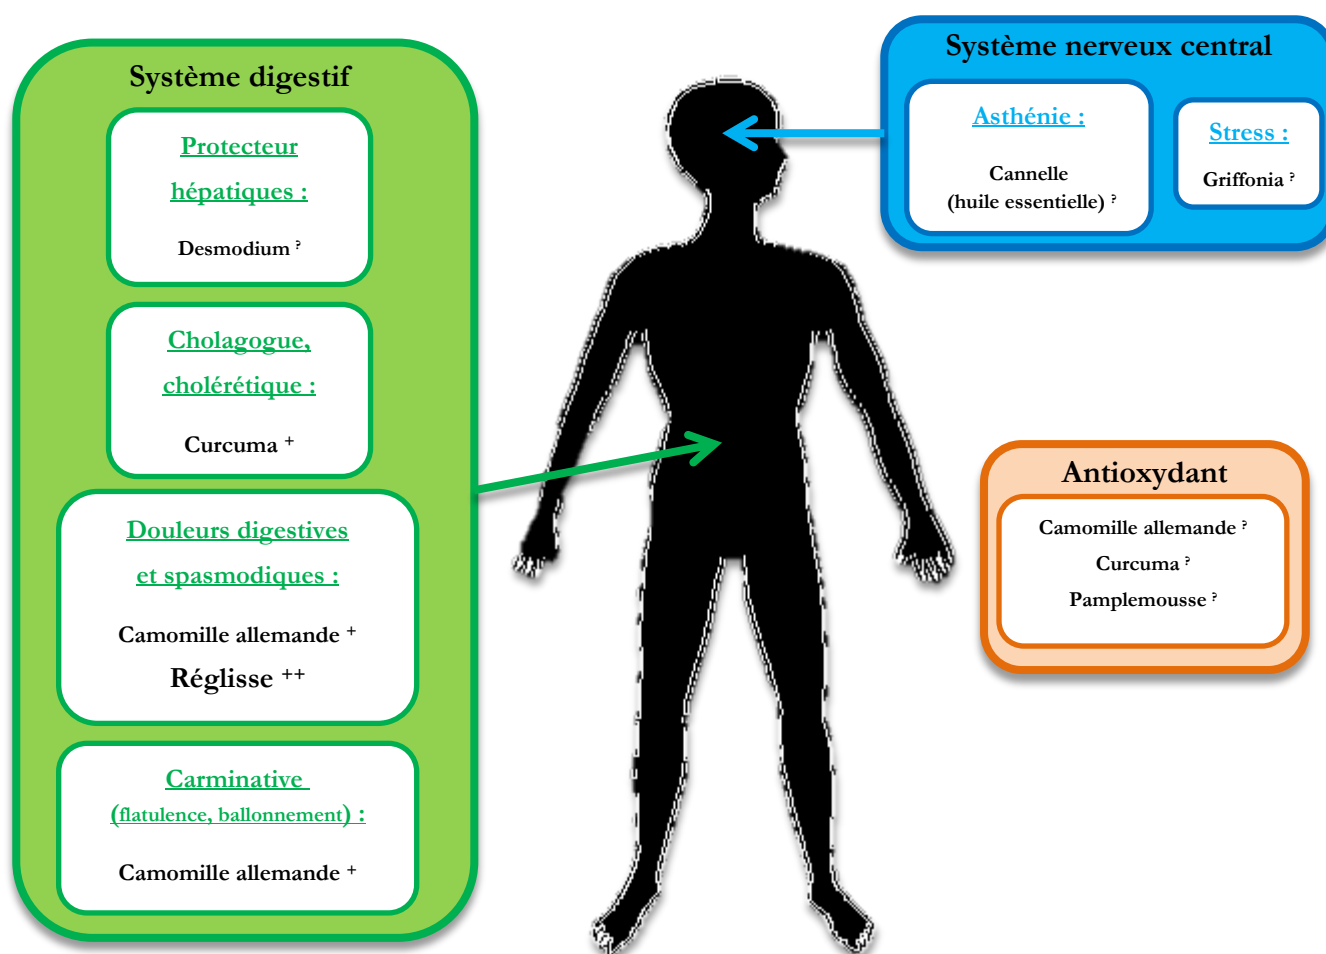 Système digestif
Protecteur
hépatiques :
Desmodium ?
Cholagogue,
cholérétique :
Curcuma +
Douleurs digestives
et spasmodiques :
Camomille allemande +
Réglisse ++
Carminative
(flatulence, ballonnement) :
Camomille allemande +
Système nerveux central
Asthénie :
Cannelle
(huile essentielle) ?
Stress :
Griffonia ?
Antioxydant
Camomille allemande ?
Curcuma ?
Pamplemousse ?